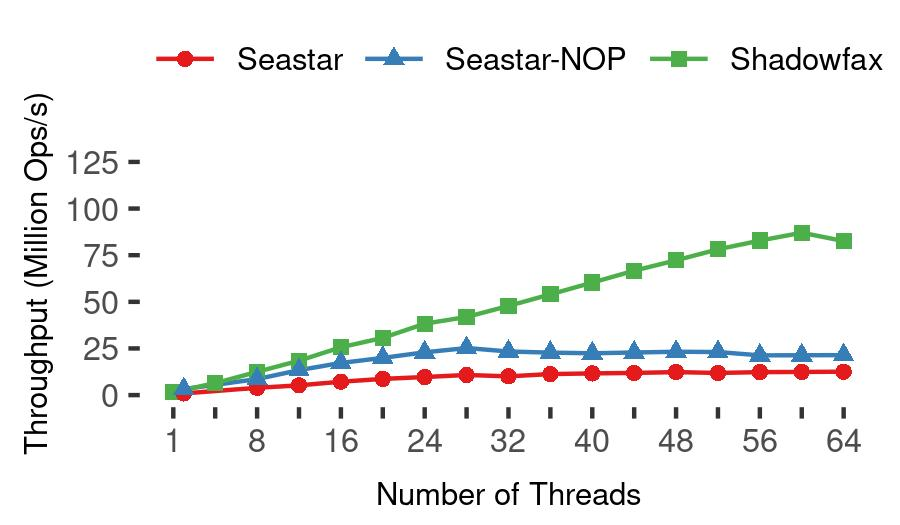 Seastar Seastar-NOP Shadowfax
Throughput (Million Ops/s)
125
100
75
50
25
0
1 8 16 24 32 40 48 56 64
Number of Threads